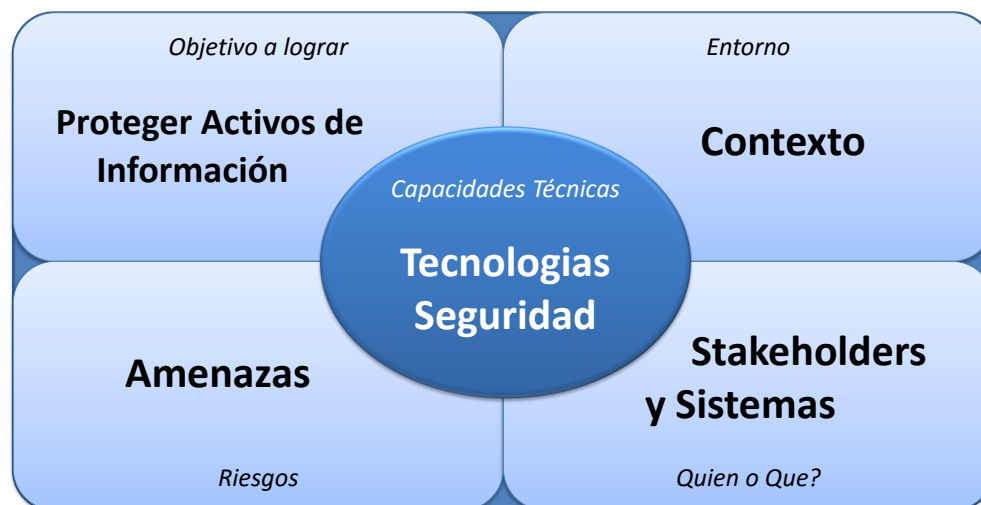 Objetivo a lograr
Proteger Activos de
Información
Entorno
Contexto
Capacidades Técnicas
Tecnologias
Seguridad
Amenazas
Riesgos
Stakeholders
y Sistemas
Quien o Que?